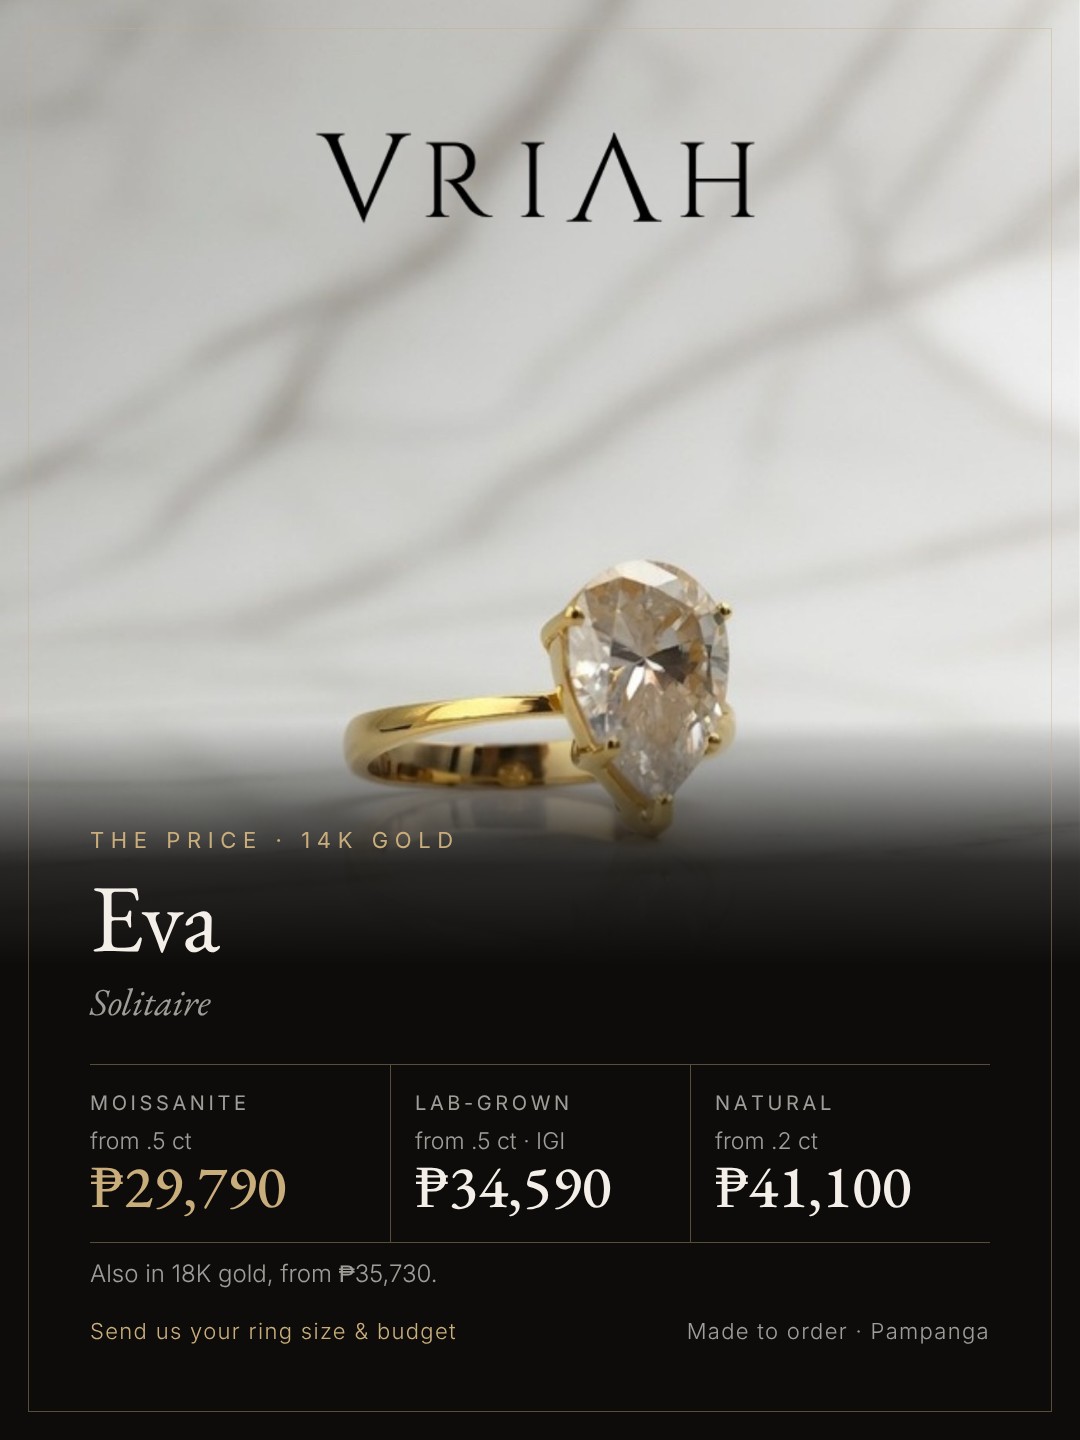 VRIAH
THE PRICE · 14K GOLD
Eva
Solitaire
MOISSANITE
from .5 ct
₱29,790
LAB-GROWN
from .5 ct · IGI
₱34,590
NATURAL
from .2 ct
₱41,100
Also in 18K gold, from ₱35,730.
Send us your ring size & budget
Made to order · Pampanga